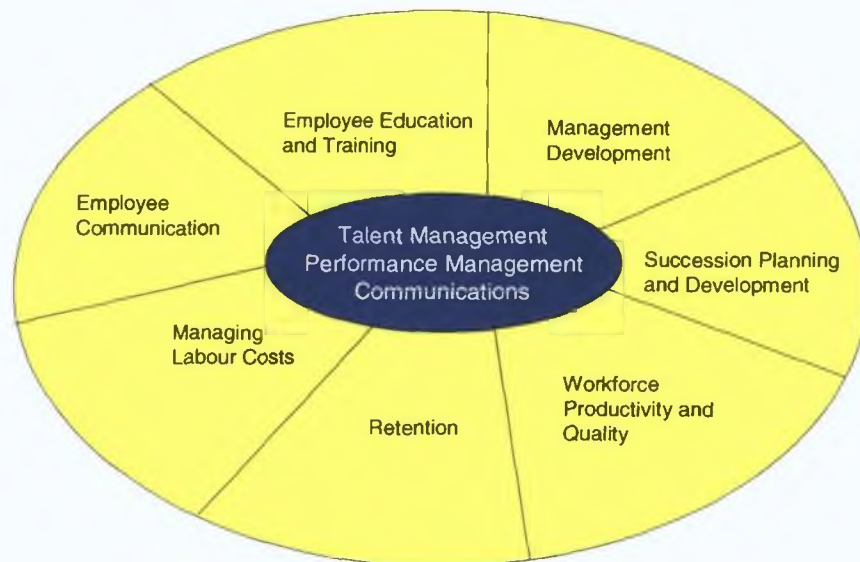 Employee Education
and Training
Management
Development
Employee
Communication
Talent Management
Performance Management
Communications
Succession Planning
and Development
Managing
Labour Costs
Workforce
Productivity and
Quality
Retention